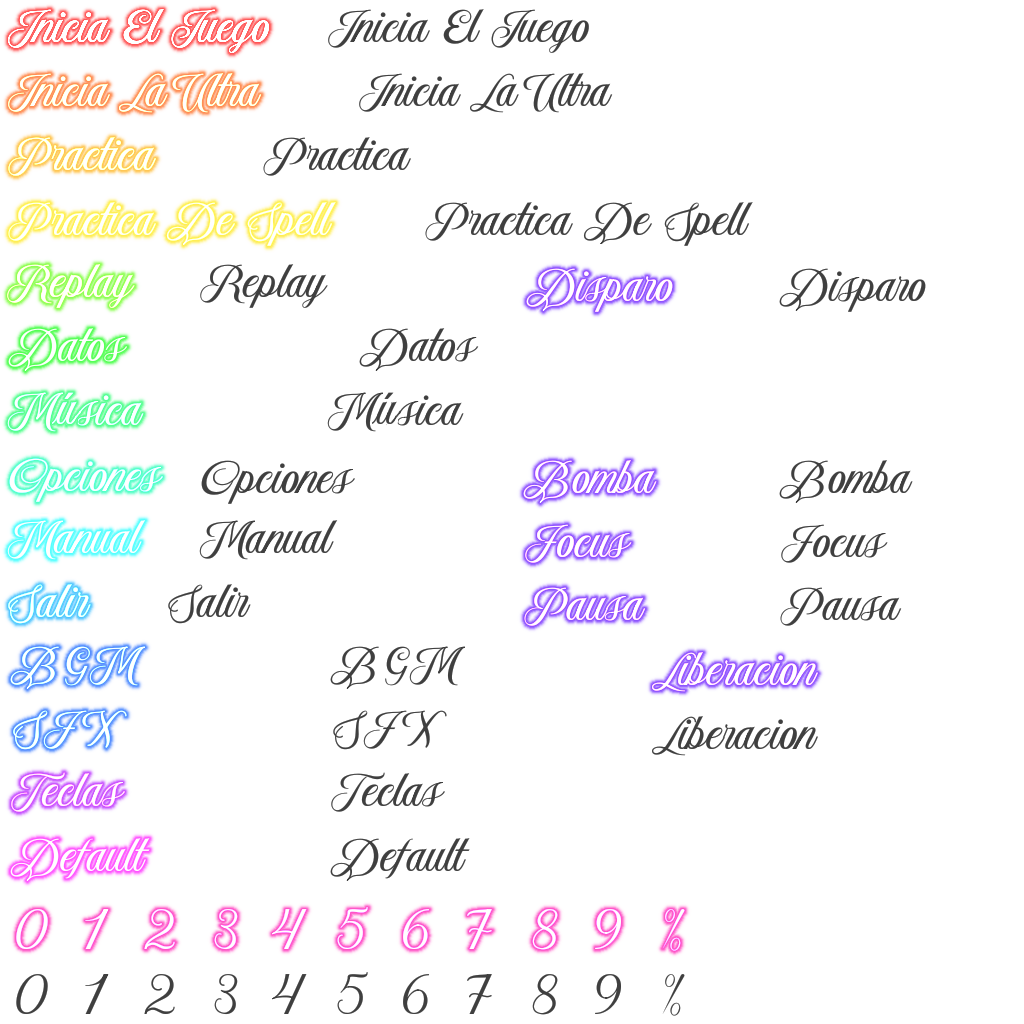 Inicia El Juego Inicia El Juego
Inicia La Ultra Inicia La Ultra
Practica Practica
Practica De Spell Practica De Spell
Replay Replay Disparo Disparo
Datos Datos
Música Música
Opciones Opciones Bomba Bomba
Manual Manual Focus Focus
Salir Salir Pausa Pausa
BGM BGM Liberacion
SFX SFX Liberacion
Teclas Teclas
Default Default
0 1 2 3 4 5 6 7 8 9 %
0 1 2 3 4 5 6 7 8 9 %